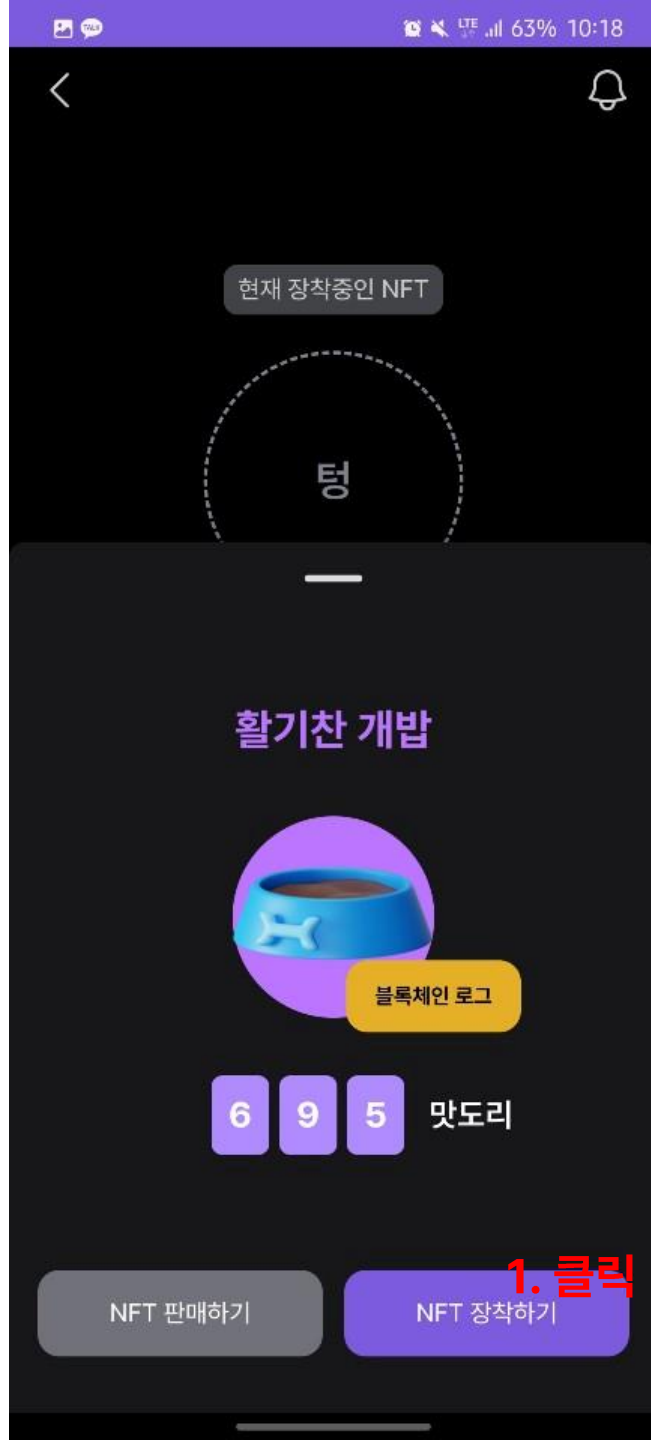 TALK LTE 63% 10:18
현재 장착중인 NFT
텅
활기찬 개밥
블록체인 로그
6 9 5 맛도리
1. 클릭
NFT 판매하기 NFT 장착하기